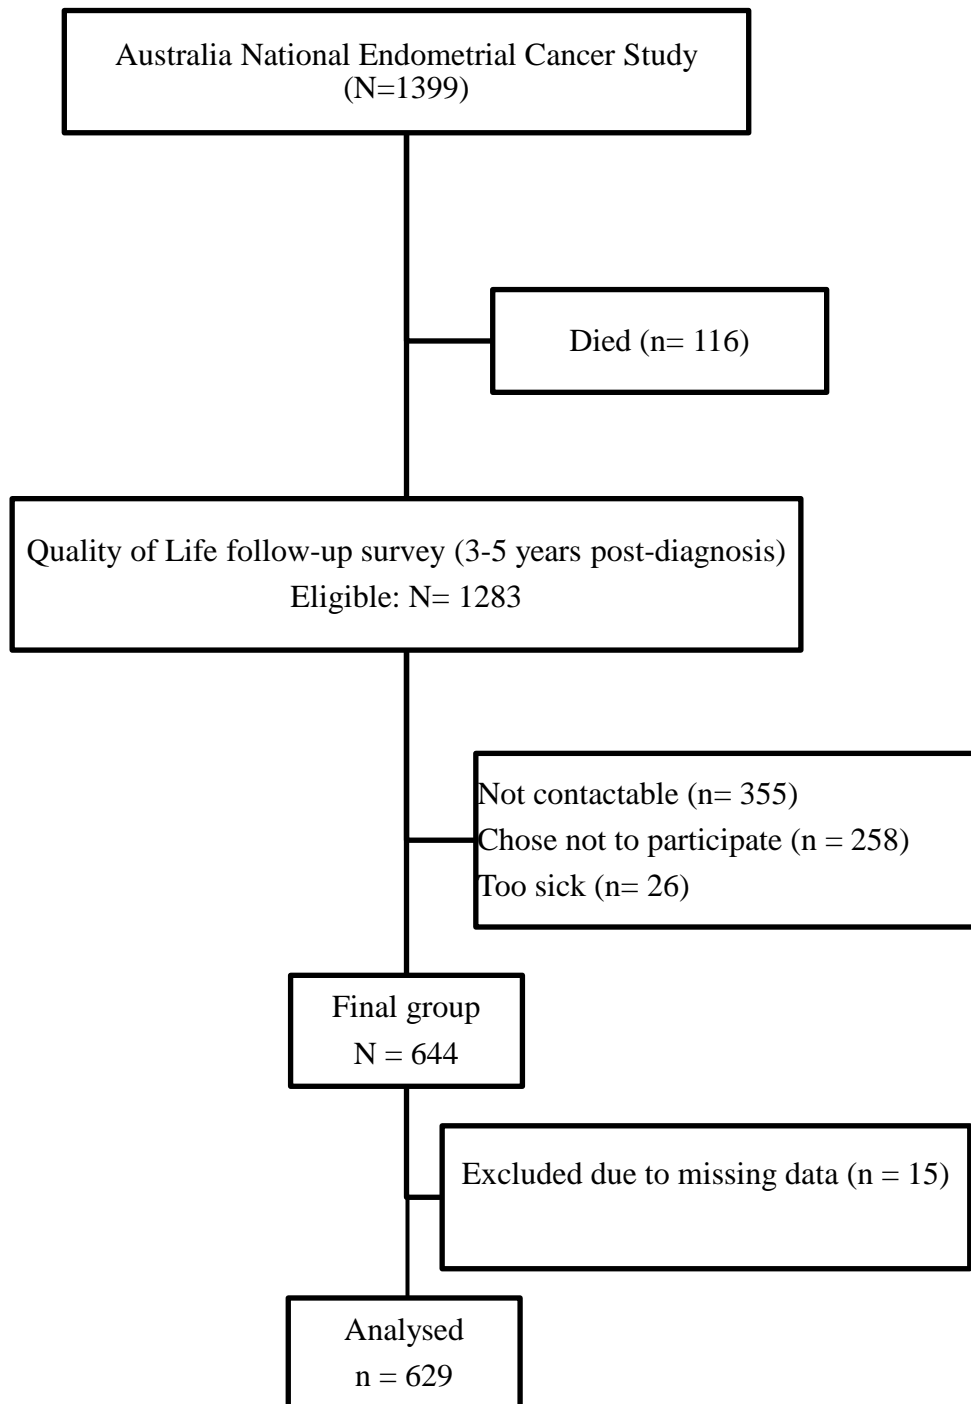 Australia National Endometrial Cancer Study
(N=1399)
Died (n= 116)
Quality of Life follow-up survey (3-5 years post-diagnosis)
Eligible: N= 1283
Not contactable (n= 355)
Chose not to participate (n = 258)
Too sick (n= 26)
Final group
N = 644
Excluded due to missing data (n = 15)
Analysed
n = 629